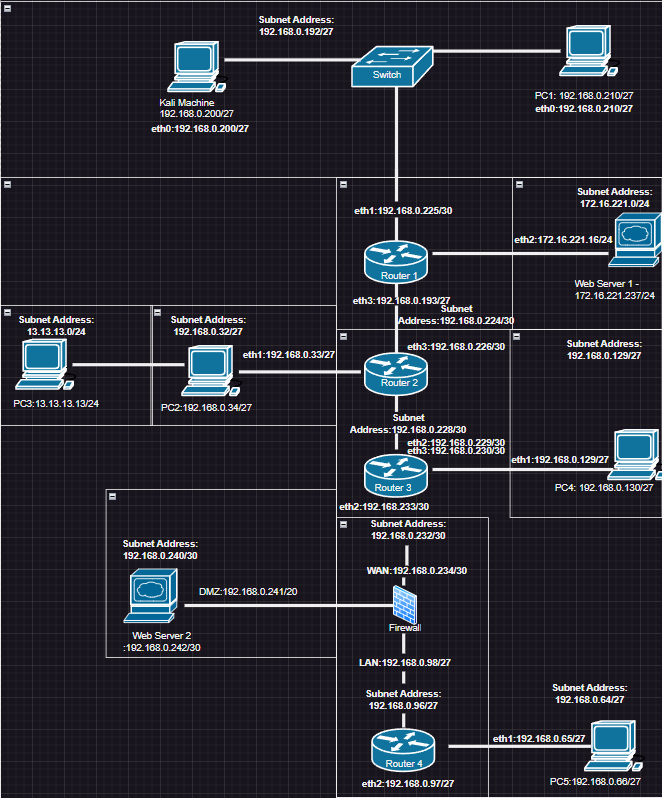 Subnet Address:
192.168.0.192/27
Switch
Kali Machine
192.168.0.200/27
eth0:192.168.0.200/27
PC1: 192.168.0.210/27
eth0:192.168.0.210/27
eth1:192.168.0.225/30
Subnet Address:
172.16.221.0/24
eth2:172.16.221.16/24
Router 1
Web Server 1 -
172.16.221.237/24
eth3:192.168.0.193/27
Subnet
Address:192.168.0.224/30
Subnet Address:
13.13.13.0/24
Subnet Address:
192.168.0.32/27
eth3:192.168.0.226/30
Subnet Address:
192.168.0.129/27
eth1:192.168.0.33/27
Router 2
PC3:13.13.13.13/24
PC2:192.168.0.34/27
Subnet
Address:192.168.0.228/30
eth2:192.168.0.229/30
eth3:192.168.0.230/30
eth1:192.168.0.129/27
Router 3
PC4: 192.168.0.130/27
eth2:192.168.233/30
Subnet Address:
192.168.0.232/30
Subnet Address:
192.168.0.240/30
WAN:192.168.0.234/30
DMZ:192.168.0.241/20
Firewall
Web Server 2
:192.168.0.242/30
LAN:192.168.0.98/27
Subnet Address:
192.168.0.96/27
Subnet Address:
192.168.0.64/27
eth1:192.168.0.65/27
Router 4
eth2:192.168.0.97/27
PC5:192.168.0.66/27